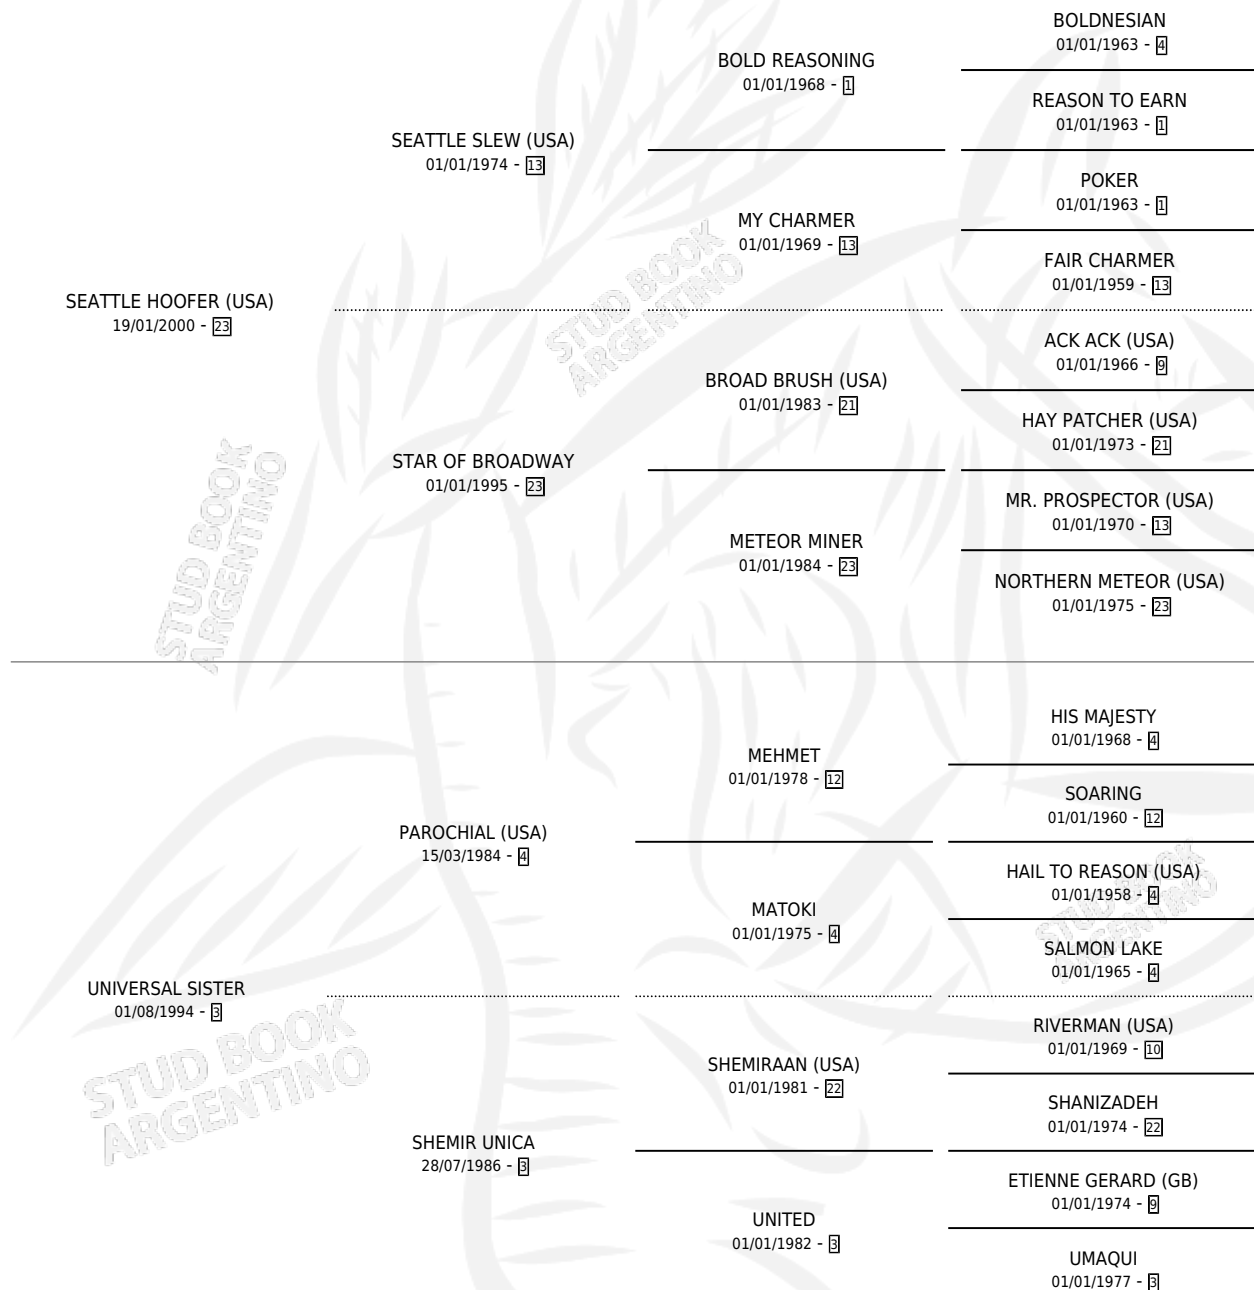 BOLDNESIAN
01/01/1963 - 4
BOLD REASONING
01/01/1968 - 1
REASON TO EARN
01/01/1963 - 1
SEATTLE SLEW (USA)
01/01/1974 - 13
POKER
01/01/1963 - 1
MY CHARMER
01/01/1969 - 13
FAIR CHARMER
01/01/1959 - 13
SEATTLE HOOFER (USA)
19/01/2000 - 23
STUD BOOK
ARGENTINO
ACK ACK (USA)
01/01/1966 - 9
BROAD BRUSH (USA)
01/01/1983 - 21
HAY PATCHER (USA)
01/01/1973 - 21
STAR OF BROADWAY
01/01/1995 - 23
MR. PROSPECTOR (USA)
01/01/1970 - 13
METEOR MINER
01/01/1984 - 23
NORTHERN METEOR (USA)
01/01/1975 - 23
STUD BOOK
ARGENTINO
HIS MAJESTY
01/01/1968 - 4
MEHMET
01/01/1978 - 12
SOARING
01/01/1960 - 12
PAROCHIAL (USA)
15/03/1984 - 4
HAIL TO REASON (USA)
01/01/1958 - 4
MATOKI
01/01/1975 - 4
STUD BOOK
ARGENTINO
SALMON LAKE
01/01/1965 - 4
UNIVERSAL SISTER
01/08/1994 - 3
STUD BOOK
ARGENTINO
RIVERMAN (USA)
01/01/1969 - 10
SHEMIRAAN (USA)
01/01/1981 - 22
SHANIZADEH
01/01/1974 - 22
SHEMIR UNICA
28/07/1986 - 3
ETIENNE GERARD (GB)
01/01/1974 - 9
UNITED
01/01/1982 - 3
UMAQUI
01/01/1977 - 3